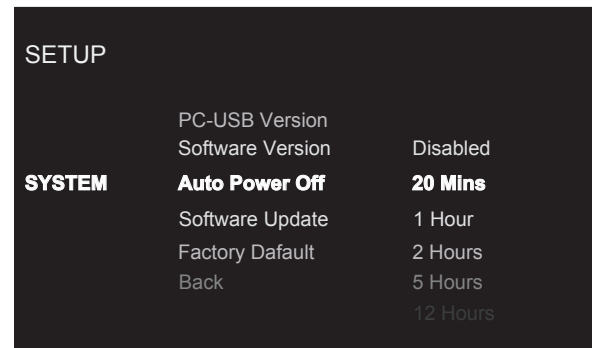 SETUP
PC-USB Version
Software Version Disabled
SYSTEM Auto Power Off 20 Mins
Software Update 1 Hour
Factory Dafault 2 Hours
Back 5 Hours
12 Hours